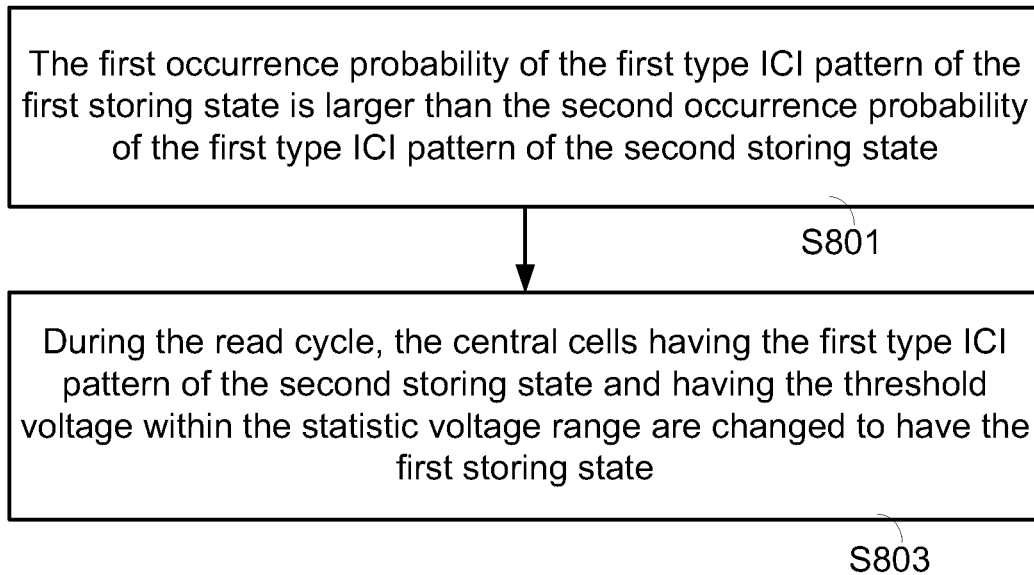 The first occurrence probability of the first type ICI pattern of the
first storing state is larger than the second occurrence probability
of the first type ICI pattern of the second storing state
S801
During the read cycle, the central cells having the first type ICI
pattern of the second storing state and having the threshold
voltage within the statistic voltage range are changed to have the
first storing state
S803